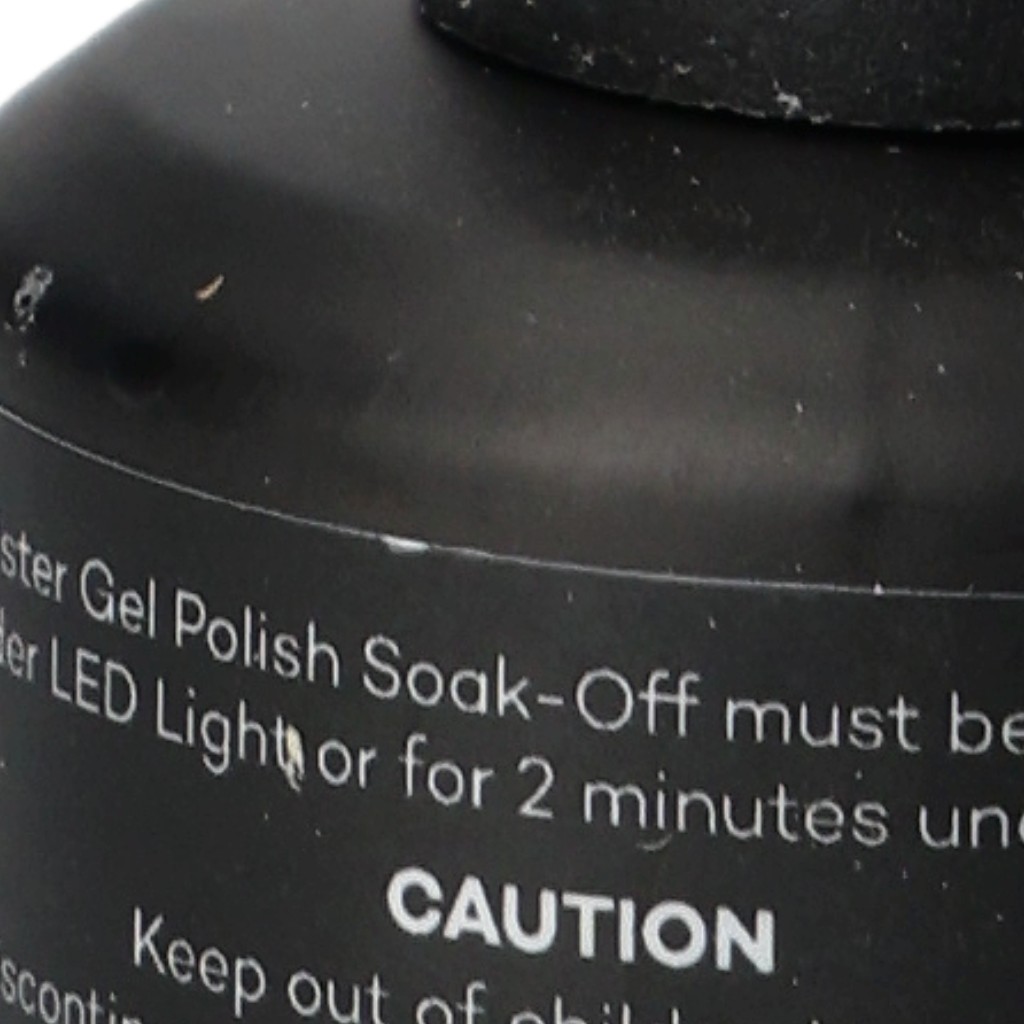 ster Gel Polish Soak-Off must be
der LED Light or for 2 minutes un
CAUTION
Keep out of